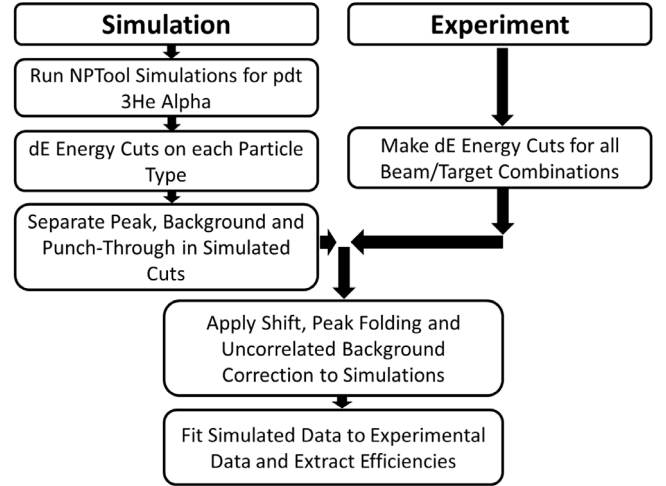 Simulation
Run NPTool Simulations for pdt
3He Alpha
dE Energy Cuts on each Particle
Type
Separate Peak, Background and
Punch-Through in Simulated
Cuts
Experiment
Make dE Energy Cuts for all
Beam/Target Combinations
Apply Shift, Peak Folding and
Uncorrelated Background
Correction to Simulations
Fit Simulated Data to Experimental
Data and Extract Efficiencies